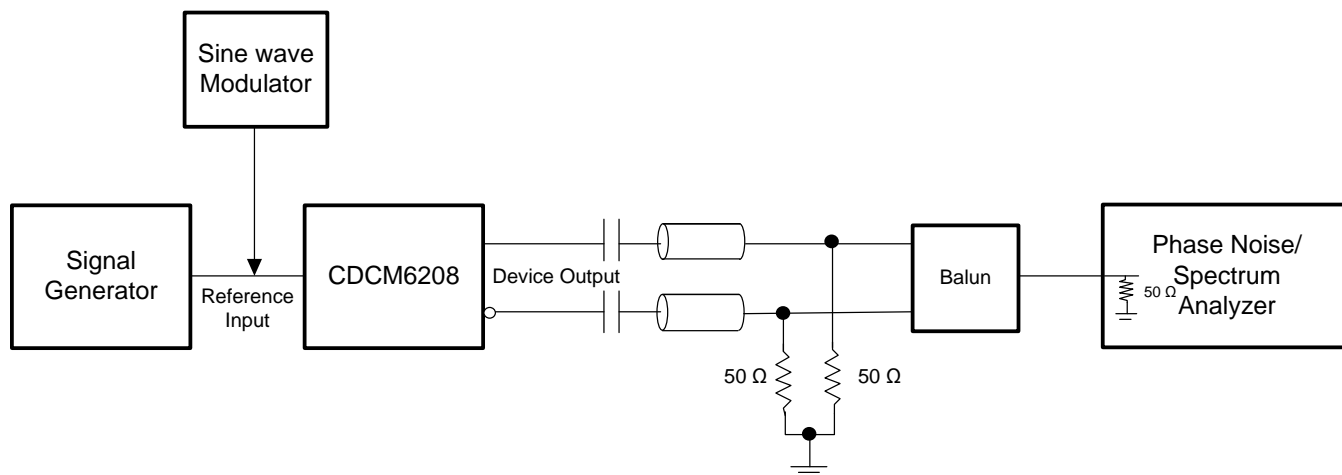 Sine wave
Modulator
Signal
Generator
Reference
Input
CDCM6208
Device Output
50 Ω
50 Ω
Balun
Phase Noise/
Spectrum
Analyzer
50 Ω